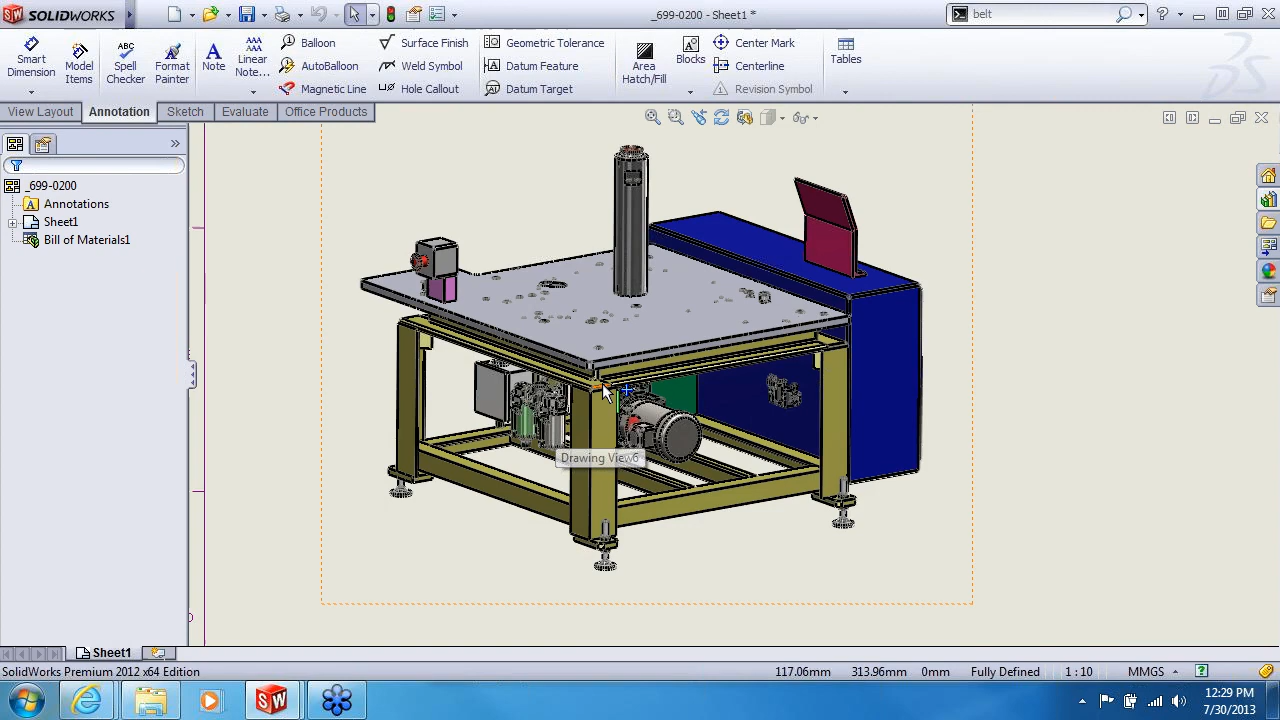 SOLIDWORKS
_699-0200 - Sheet1 *
belt
Smart Dimension
Model Items
ABC
Spell Checker
Format Painter
A
Note
AAA
AAA
AAA
Linear Note...
Balloon
AutoBalloon
Magnetic Line
Surface Finish
Weld Symbol
Hole Callout
Geometric Tolerance
Datum Feature
Datum Target
Area Hatch/Fill
Blocks
Center Mark
Centerline
Revision Symbol
Tables
View Layout
Annotation
Sketch
Evaluate
Office Products
_699-0200
Annotations
Sheet1
Bill of Materials1
Drawing View6
Sheet1
SolidWorks Premium 2012 x64 Edition
117.06mm
313.96mm
0mm
Fully Defined
1 : 10
MMGS
12:29 PM
7/30/2013